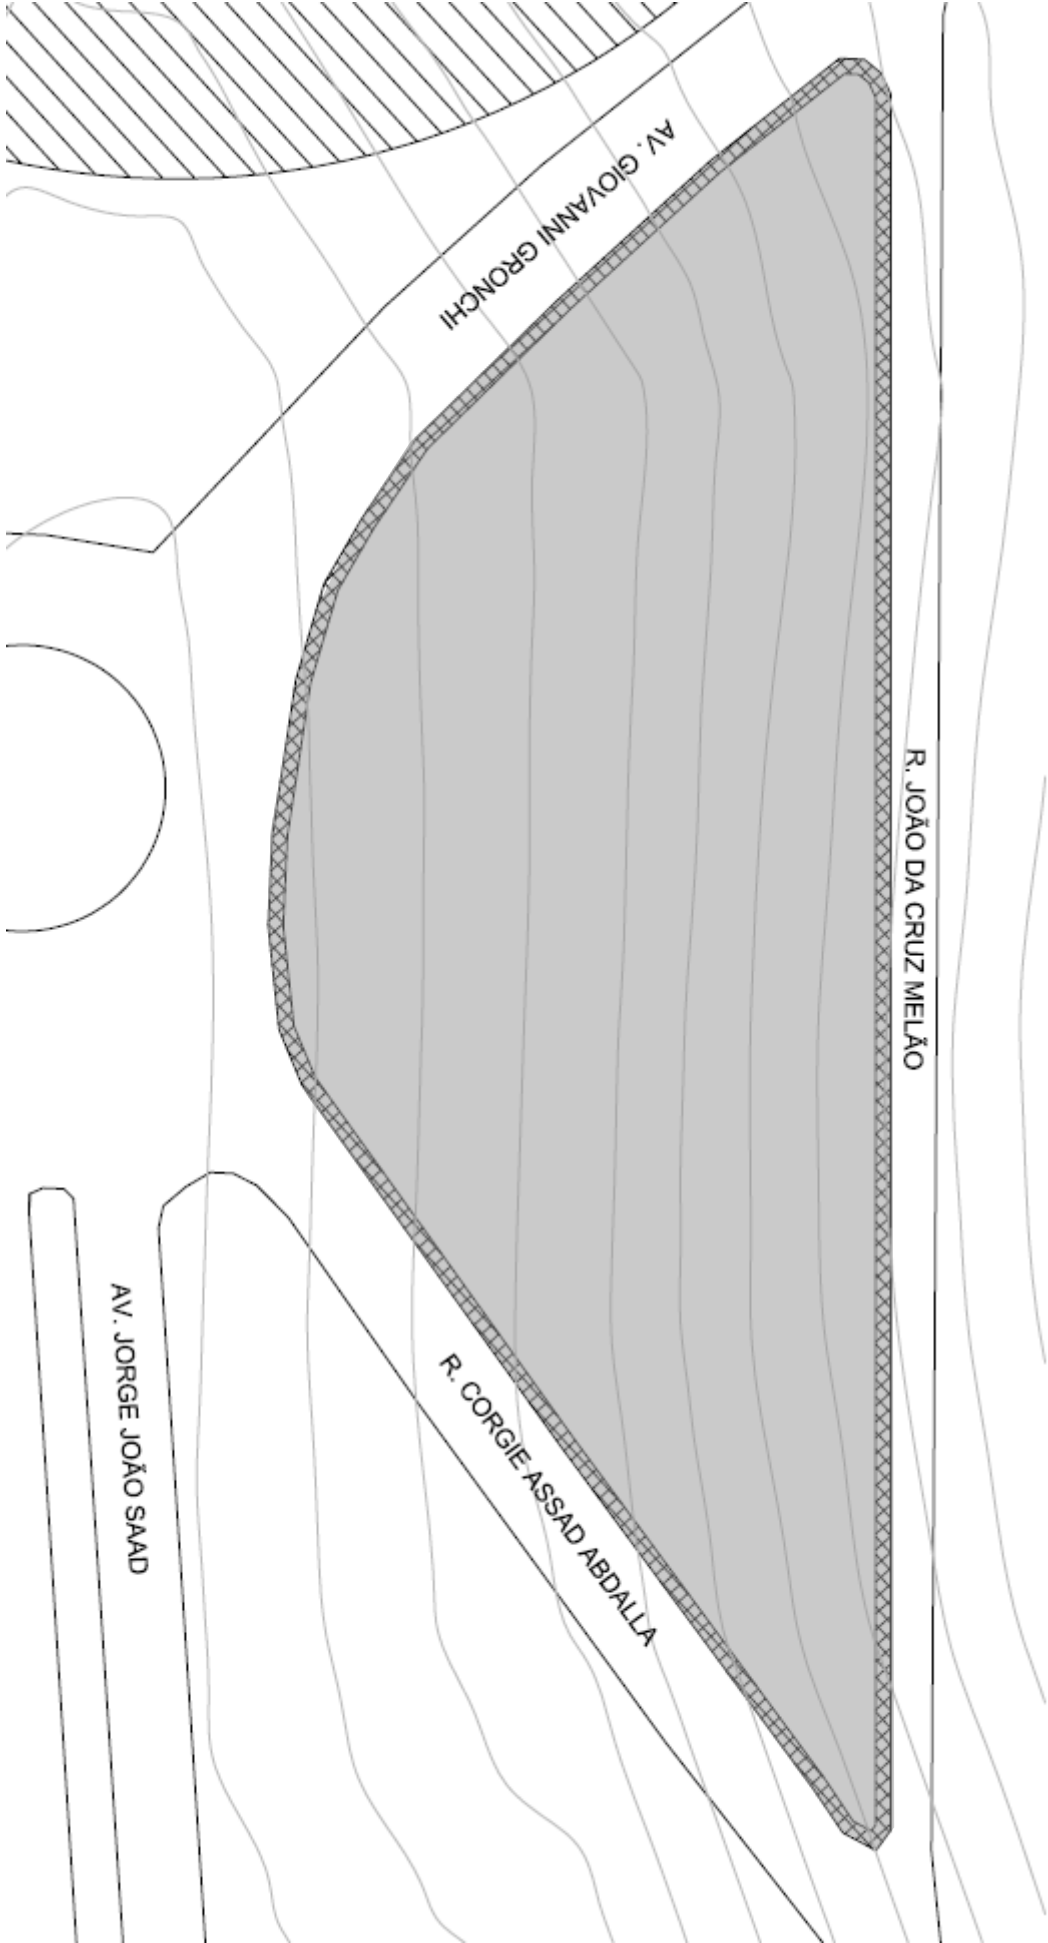 AV. GIOVANNI GRONCHI
R. JOÃO DA CRUZ MELÃO
AV. JORGE JOÃO SAAD
R. CORGIE ASSAD ABDALLA